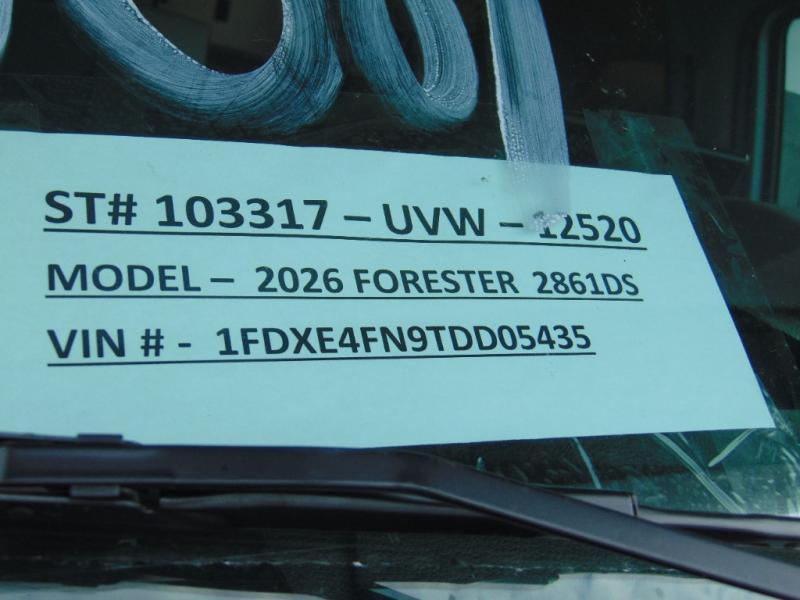 ST# 103317 – UVW – 12520
MODEL – 2026 FORESTER 2861DS
VIN # - 1FDXE4FN9TDD05435